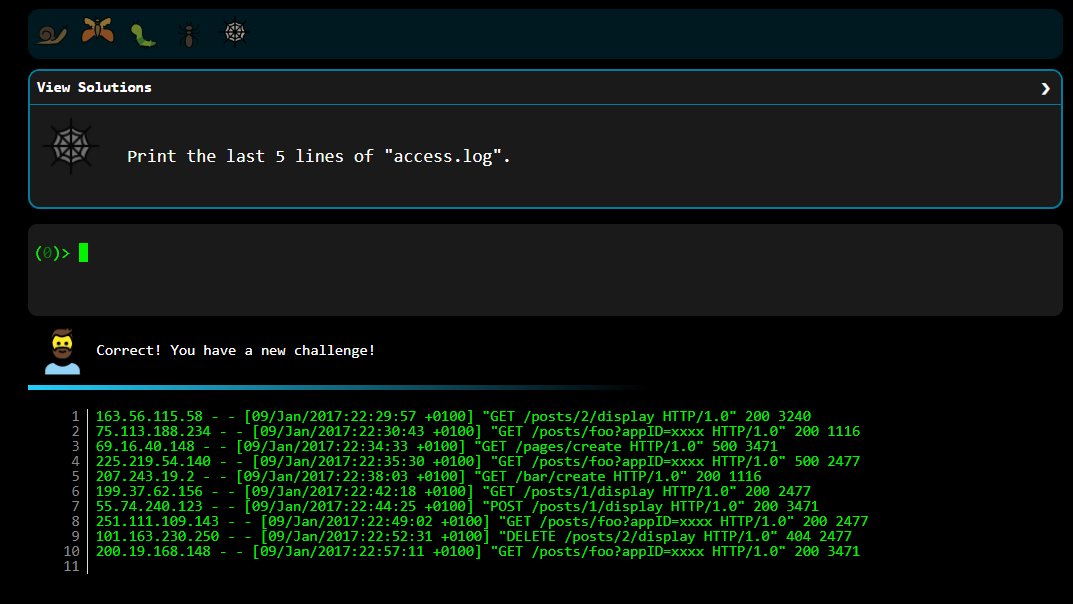 View Solutions ❯
Print the last 5 lines of "access.log".
(0)>
Correct! You have a new challenge!
1 163.56.115.58 - - [09/Jan/2017:22:29:57 +0100] "GET /posts/2/display HTTP/1.0" 200 3240
2 75.113.188.234 - - [09/Jan/2017:22:30:43 +0100] "GET /posts/foo?appID=xxxx HTTP/1.0" 200 1116
3 69.16.40.148 - - [09/Jan/2017:22:34:33 +0100] "GET /pages/create HTTP/1.0" 500 3471
4 225.219.54.140 - - [09/Jan/2017:22:35:30 +0100] "GET /posts/foo?appID=xxxx HTTP/1.0" 500 2477
5 207.243.19.2 - - [09/Jan/2017:22:38:03 +0100] "GET /bar/create HTTP/1.0" 200 1116
6 199.37.62.156 - - [09/Jan/2017:22:42:18 +0100] "GET /posts/1/display HTTP/1.0" 200 2477
7 55.74.240.123 - - [09/Jan/2017:22:44:25 +0100] "POST /posts/1/display HTTP/1.0" 200 3471
8 251.111.109.143 - - [09/Jan/2017:22:49:02 +0100] "GET /posts/foo?appID=xxxx HTTP/1.0" 200 2477
9 101.163.230.250 - - [09/Jan/2017:22:52:31 +0100] "DELETE /posts/2/display HTTP/1.0" 404 2477
10 200.19.168.148 - - [09/Jan/2017:22:57:11 +0100] "GET /posts/foo?appID=xxxx HTTP/1.0" 200 3471
11